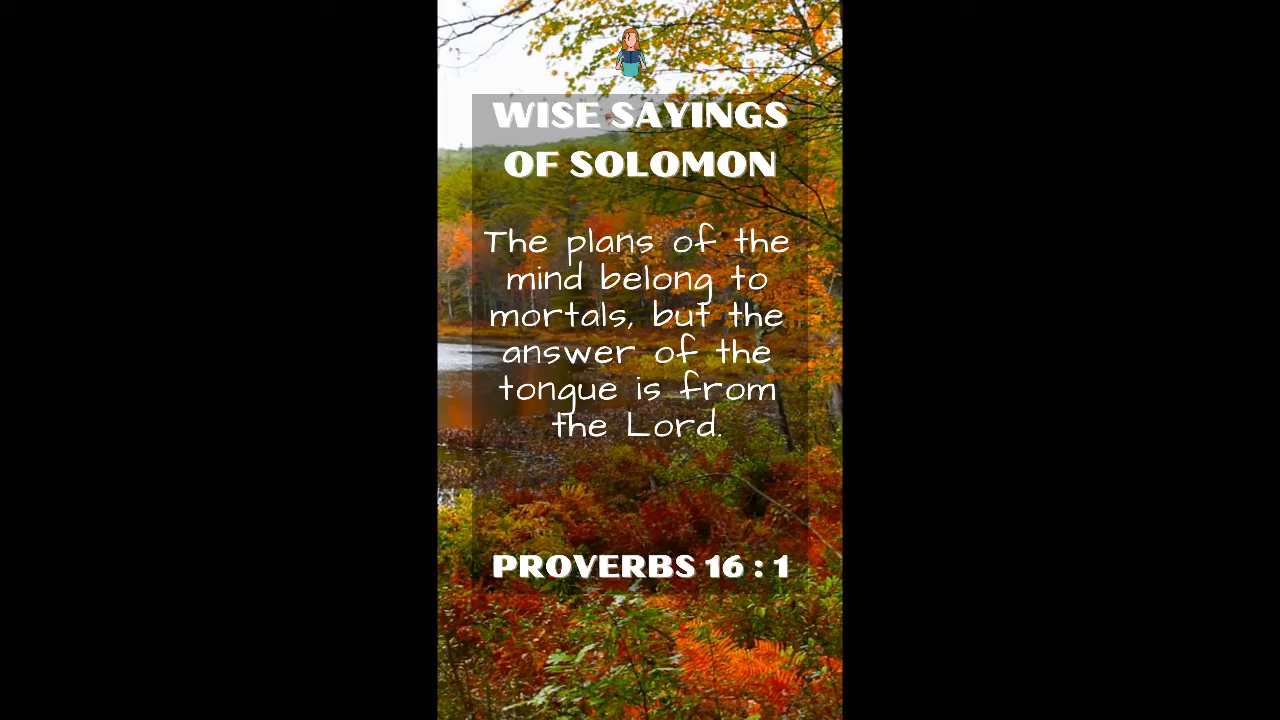 WISE SAYINGS
OF SOLOMON
The plans of the
mind belong to
mortals, but the
answer of the
tongue is from
the Lord.
PROVERBS 16 : 1